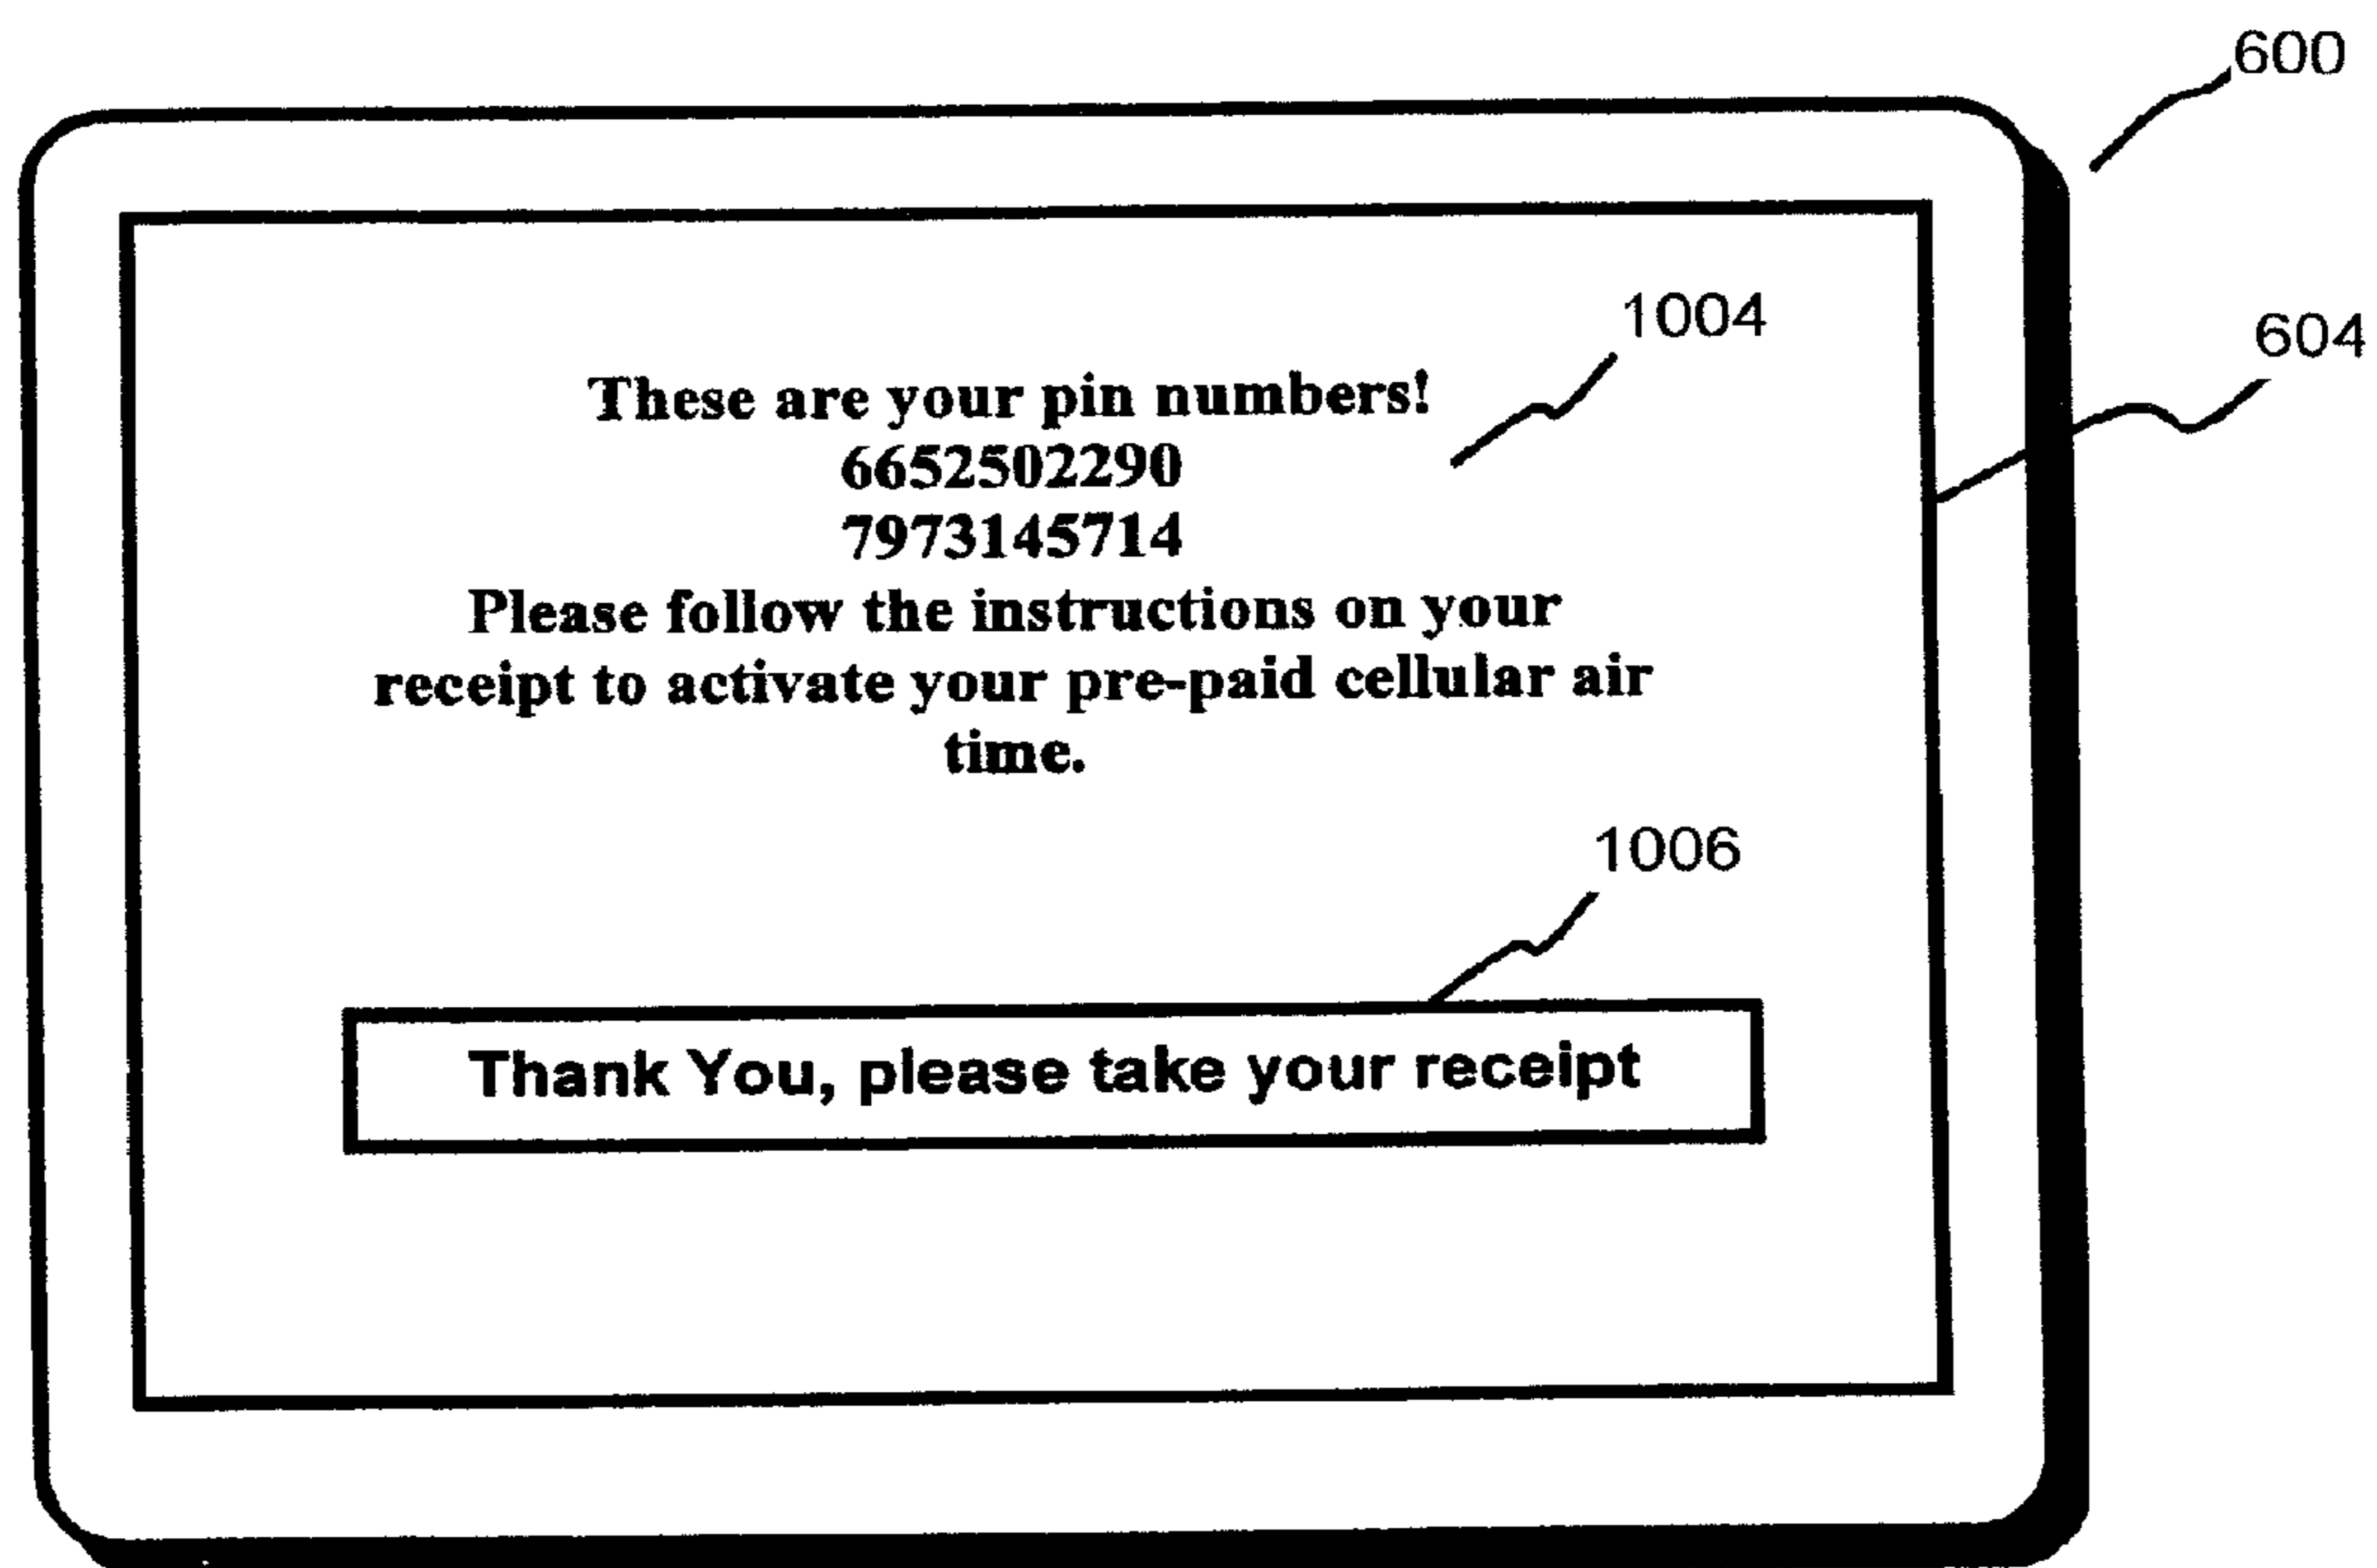 600
1004
604
These are your pin numbers!
6652502290
7973145714
Please follow the instructions on your
receipt to activate your pre-paid cellular air
time.
1006
Thank You, please take your receipt